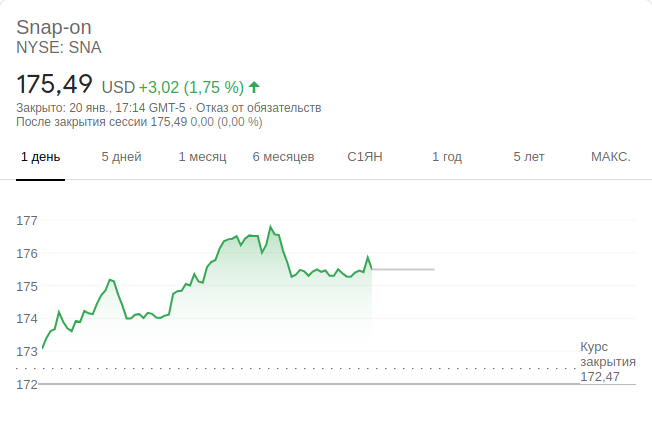 Snap-on
NYSE: SNA
175,49 USD +3,02 (1,75 %)
Закрыто: 20 янв., 17:14 GMT-5 · Отказ от обязательств
После закрытия сессии 175,49 0,00 (0,00 %)
1 день 5 дней 1 месяц 6 месяцев С1ЯН 1 год 5 лет МАКС.
177
176
175
174
173
172
Курс
закрытия
172,47